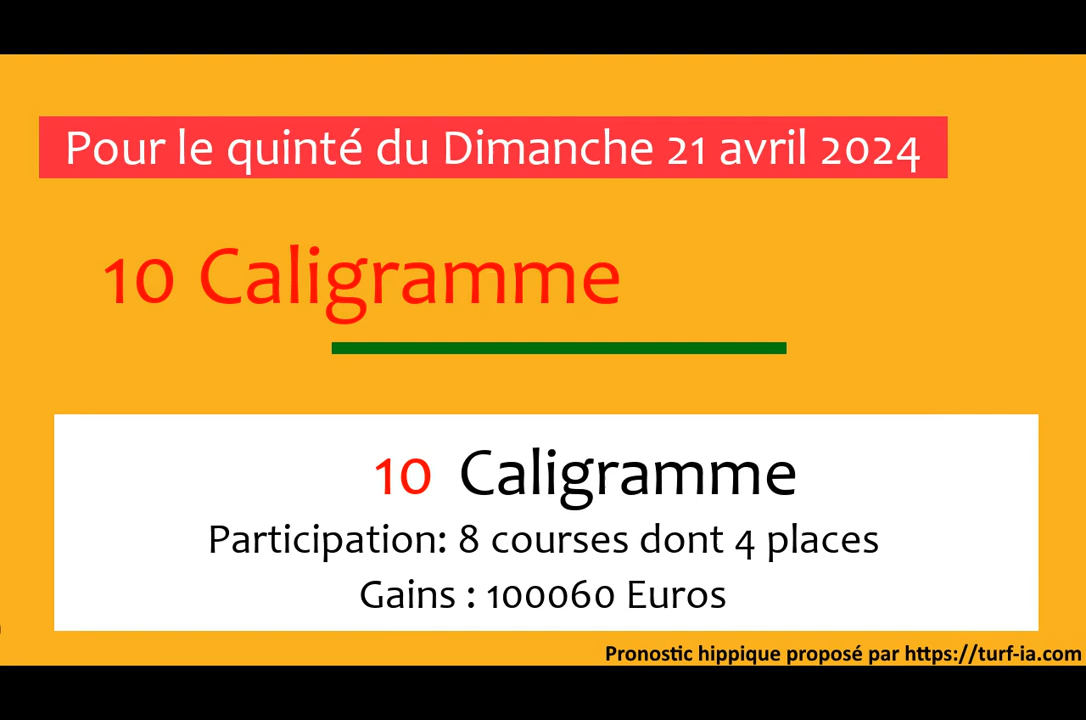 Pour le quinté du Dimanche 21 avril 2024
10 Caligramme
10 Caligramme
Participation: 8 courses dont 4 places
Gains : 100060 Euros
Pronostic hippique proposé par https://turf-ia.com